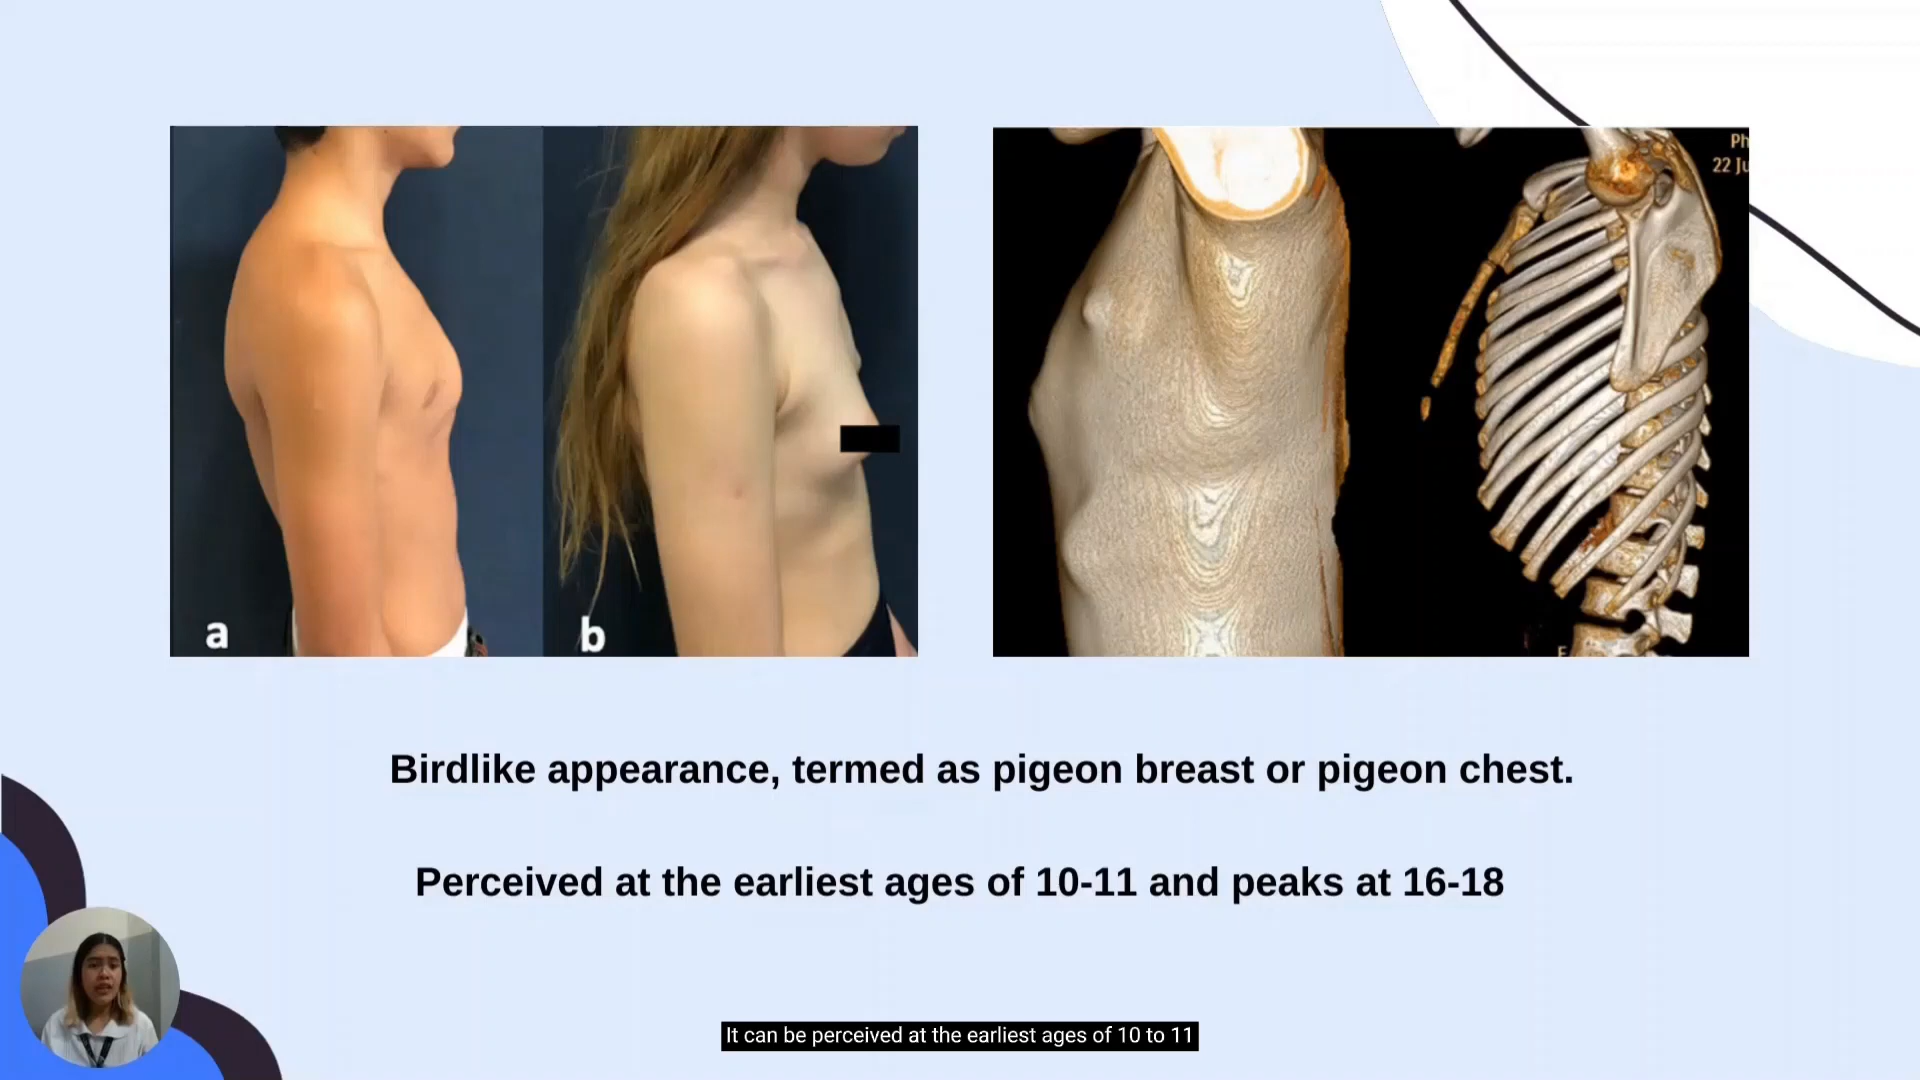 Ph
22 Ju
a
b
Birdlike appearance, termed as pigeon breast or pigeon chest.
Perceived at the earliest ages of 10-11 and peaks at 16-18
It can be perceived at the earliest ages of 10 to 11